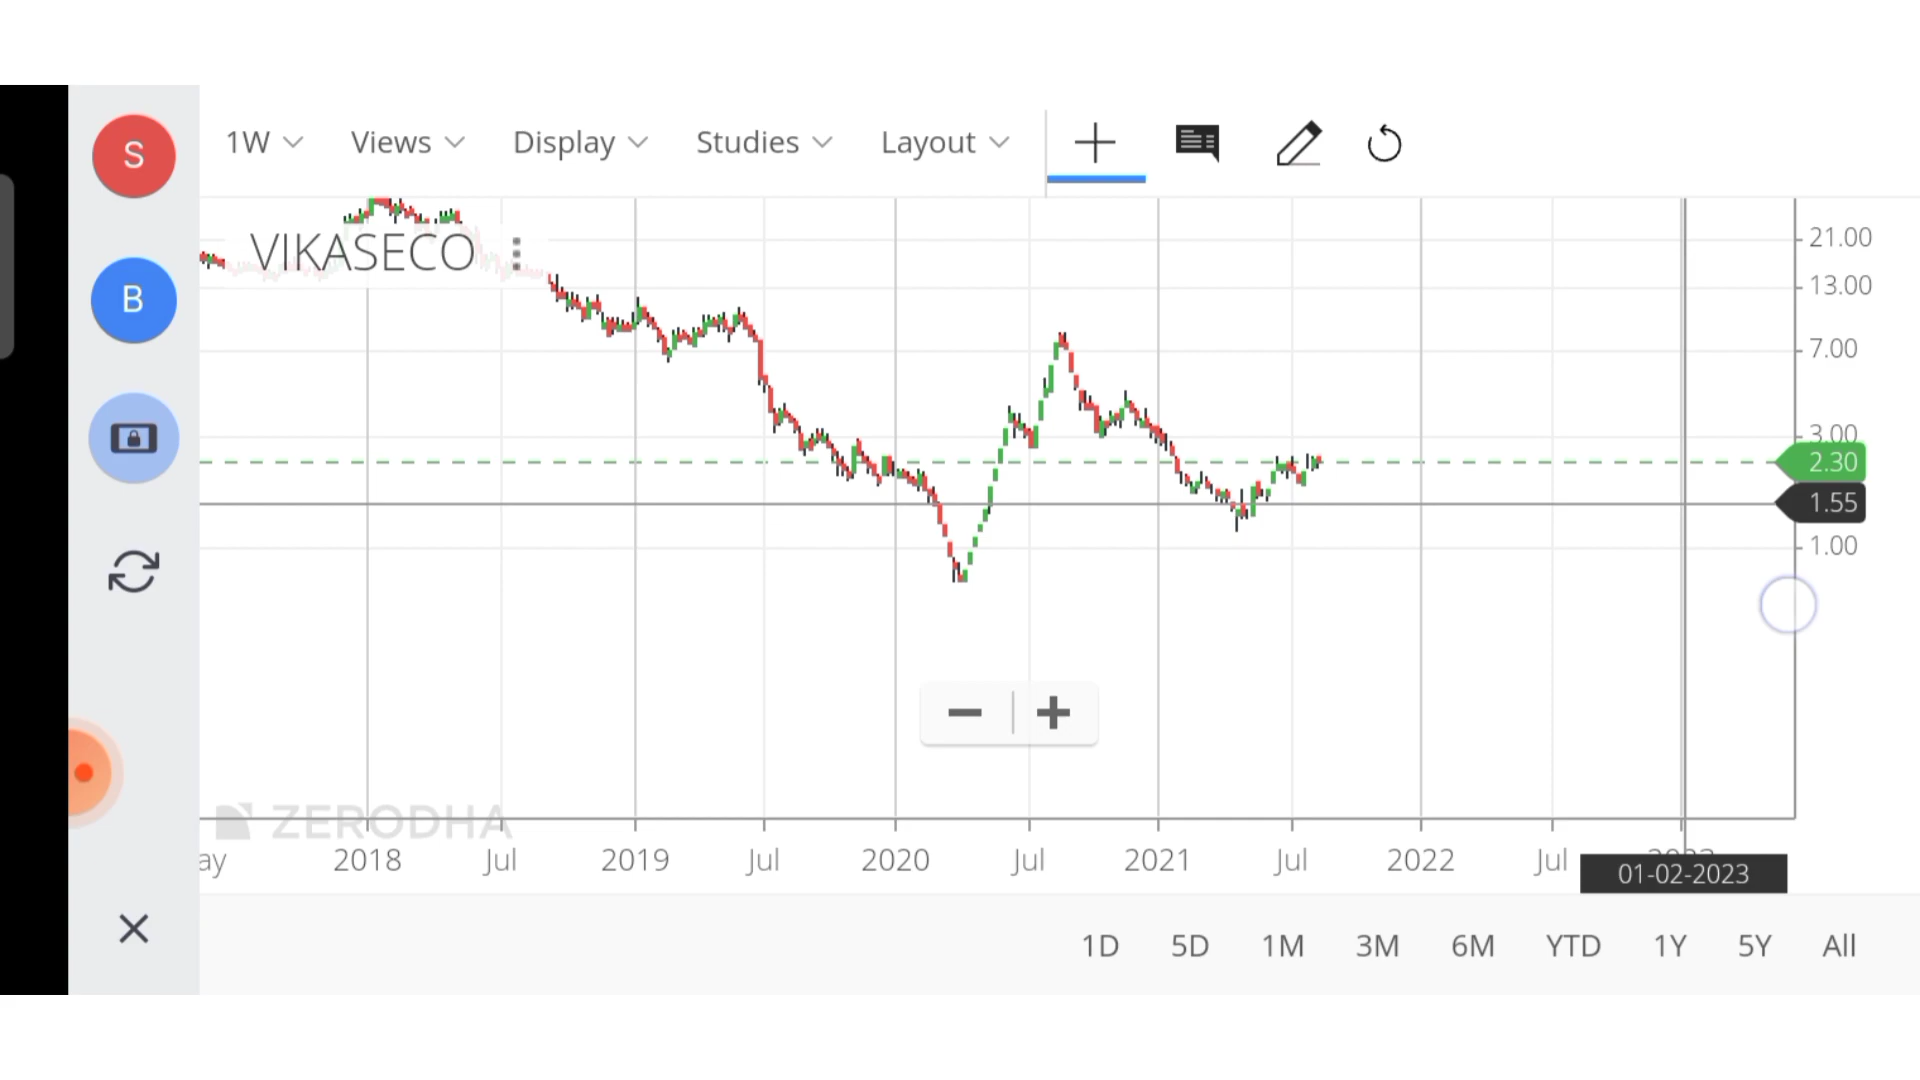 S
1W Views Display Studies Layout
VIKASECO
B
21.00
13.00
7.00
3.00
2.30
1.55
1.00
ZERODHA
ay 2018 Jul 2019 Jul 2020 Jul 2021 Jul 2022 Jul 2023
01-02-2023
1D 5D 1M 3M 6M YTD 1Y 5Y All